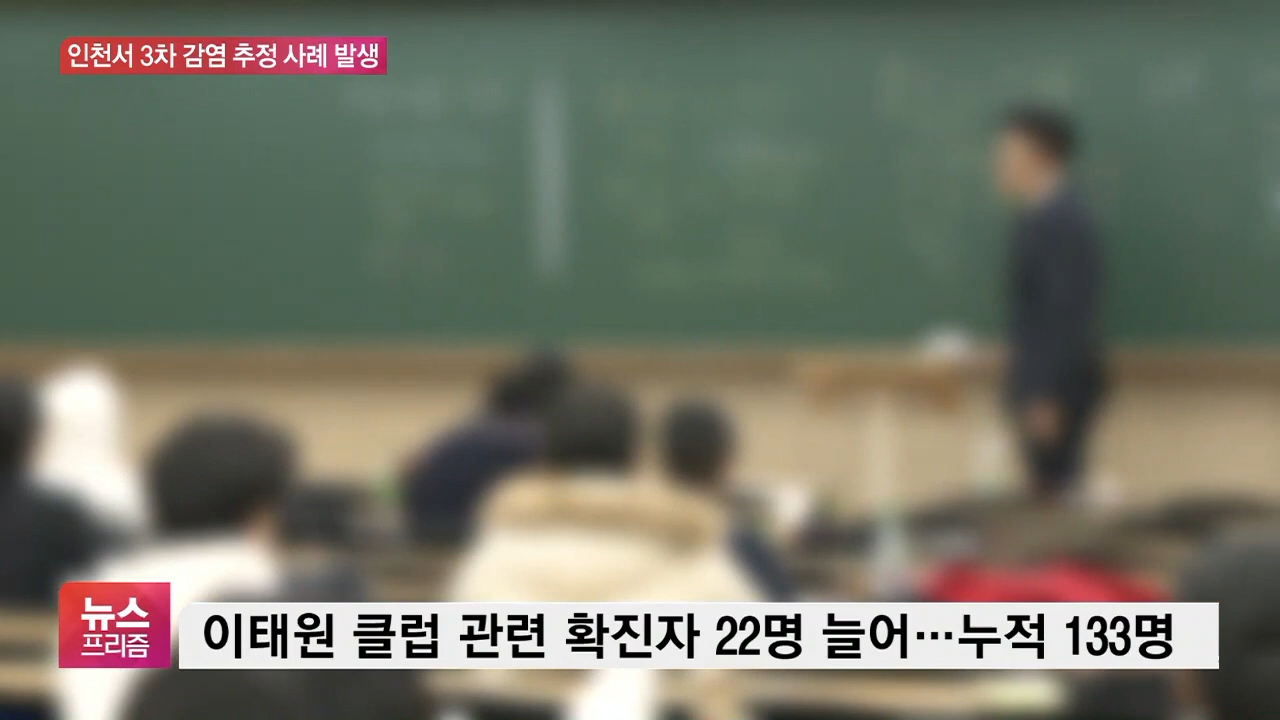 인천서 3차 감염 추정 사례 발생
뉴스
프리즘
이태원 클럽 관련 확진자 22명 늘어…누적 133명